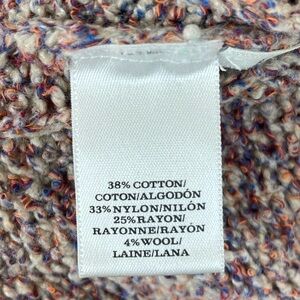 38% COTTON/
COTON/ALGODÓN
33% NYLON/NILÓN
25% RAYON/
RAYONNE/RAYÓN
4% WOOL/
LAINE/LANA